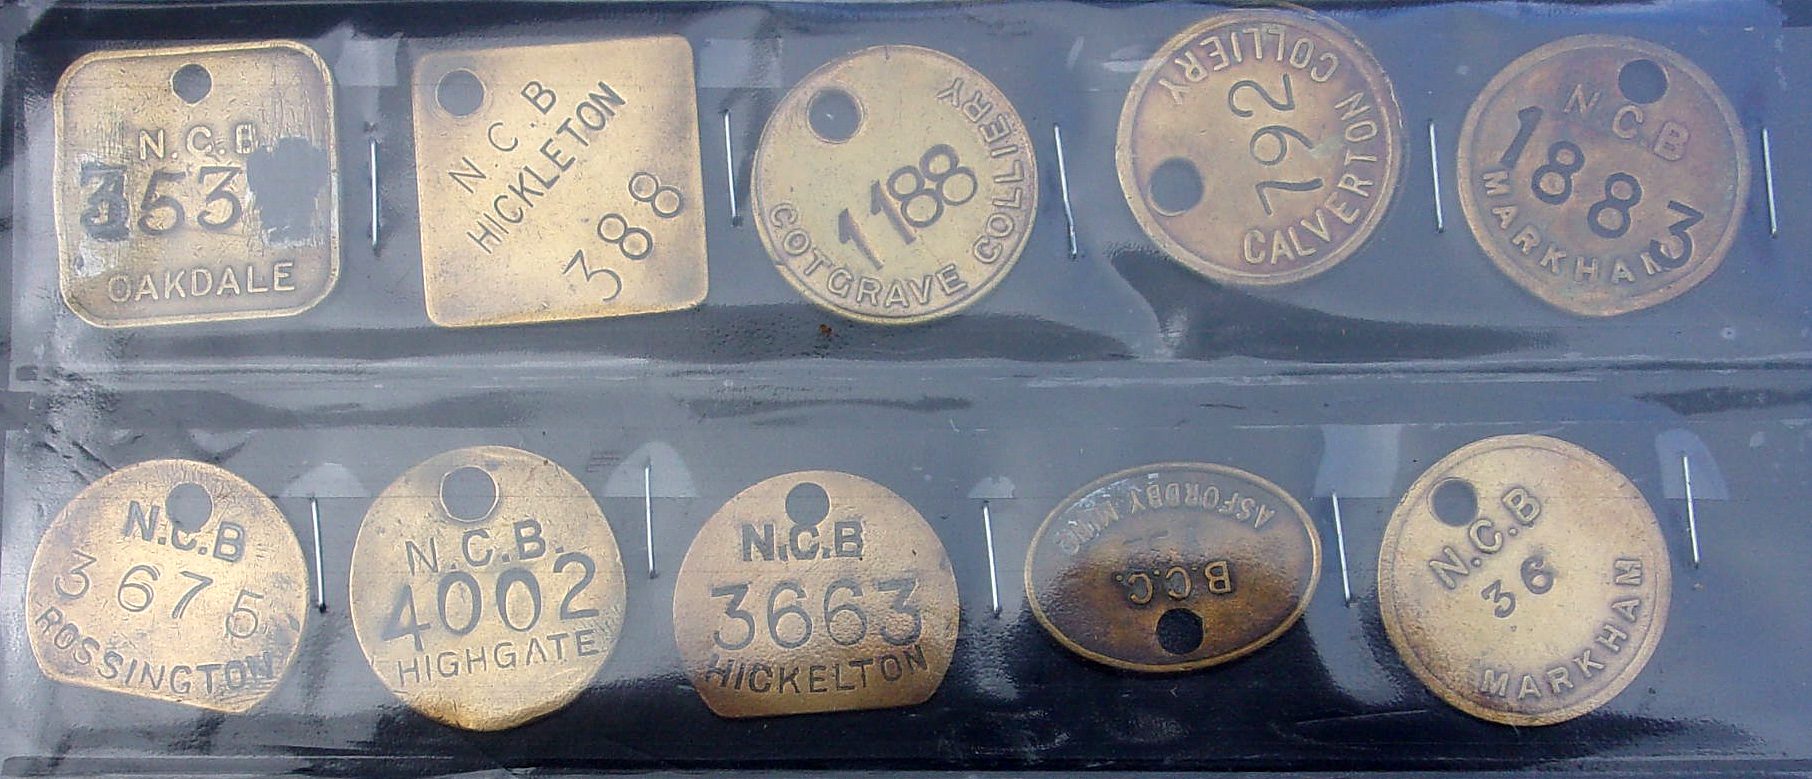 N.C.B
353
OAKDALE
N.C.B
HICKLETON
388
1188
COTGRAVE COLLIERY
792
CALVERTON COLLIERY
N.C.B
1883
MARKHAM
N.C.B
3675
ROSSINGTON
N.C.B.
4002
HIGHGATE
N.C.B
3663
HICKELTON
ASFORDBY MINE
B.C.C.
N.C.B
36
MARKHAM